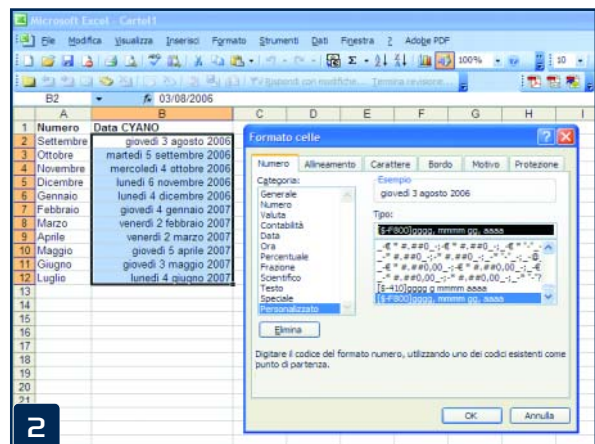 Microsoft Excel - Cartel1
File Modifica Visualizza Inserisci Formato Strumenti Dati Finestra ? Adobe PDF
100% 10
Termina revisione...
B2 fx 03/08/2006
A B C D E F G H I
1 Numero Data CYANO
2 Settembre giovedì 3 agosto 2006
3 Ottobre martedì 5 settembre 2006
4 Novembre mercoledì 4 ottobre 2006
5 Dicembre lunedì 6 novembre 2006
6 Gennaio lunedì 4 dicembre 2006
7 Febbraio giovedì 4 gennaio 2007
8 Marzo venerdì 2 febbraio 2007
9 Aprile venerdì 2 marzo 2007
10 Maggio giovedì 5 aprile 2007
11 Giugno giovedì 3 maggio 2007
12 Luglio lunedì 4 giugno 2007
13
14
15
16
17
18
19
20
21
Formato celle
Numero Allineamento Carattere Bordo Motivo Protezione
Categoria:
Generale
Numero
Valuta
Contabilità
Data
Ora
Percentuale
Frazione
Scientifico
Testo
Speciale
Personalizzato
Esempio
giovedì 3 agosto 2006
Tipo:
[$-F800]gggg, mmmm gg, aaaa
[$-410]gggg g mmmm aaaa
[$-F800]gggg, mmmm gg, aaaa
Elimina
Digitare il codice del formato numero, utilizzando uno dei codici esistenti come
punto di partenza.
OK Annulla
2